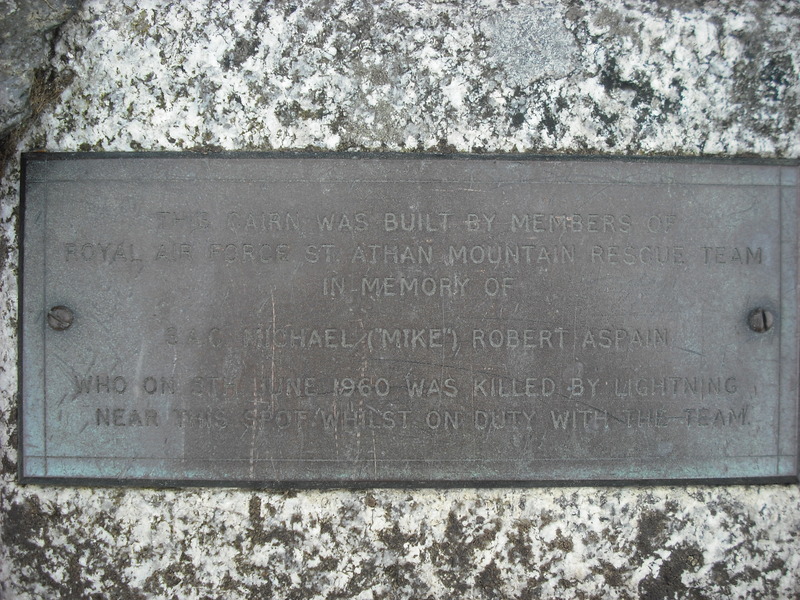 THIS CAIRN WAS BUILT BY MEMBERS OF
ROYAL AIR FORCE ST. ATHAN MOUNTAIN RESCUE TEAM
IN MEMORY OF
S.A.C. MICHAEL ("MIKE") ROBERT ASPAIN
WHO ON 8TH JUNE 1960 WAS KILLED BY LIGHTNING
NEAR THIS SPOT WHILST ON DUTY WITH THE TEAM.